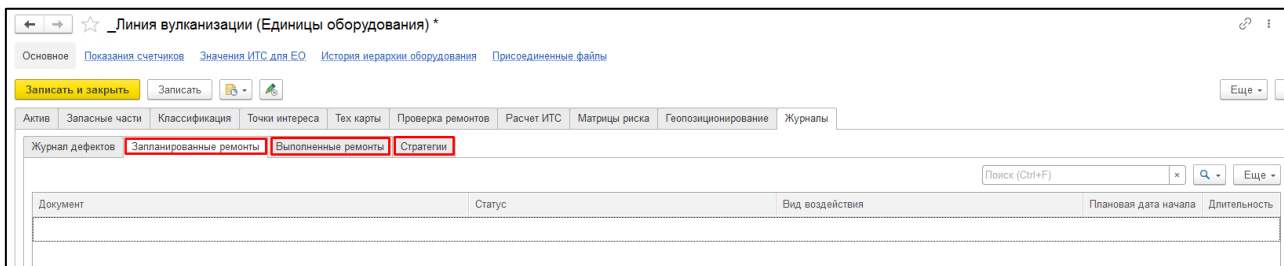 _Линия вулканизации (Единицы оборудования) *
Основное Показания счетчиков Значения ИТС для ЕО История иерархии оборудования Присоединенные файлы
Записать и закрыть Записать Еще
Актив Запасные части Классификация Точки интереса Тех карты Проверка ремонтов Расчет ИТС Матрицы риска Геопозиционирование Журналы
Журнал дефектов Запланированные ремонты Выполненные ремонты Стратегии
Поиск (Ctrl+F) × Еще
Документ Статус Вид воздействия Плановая дата начала Длительность